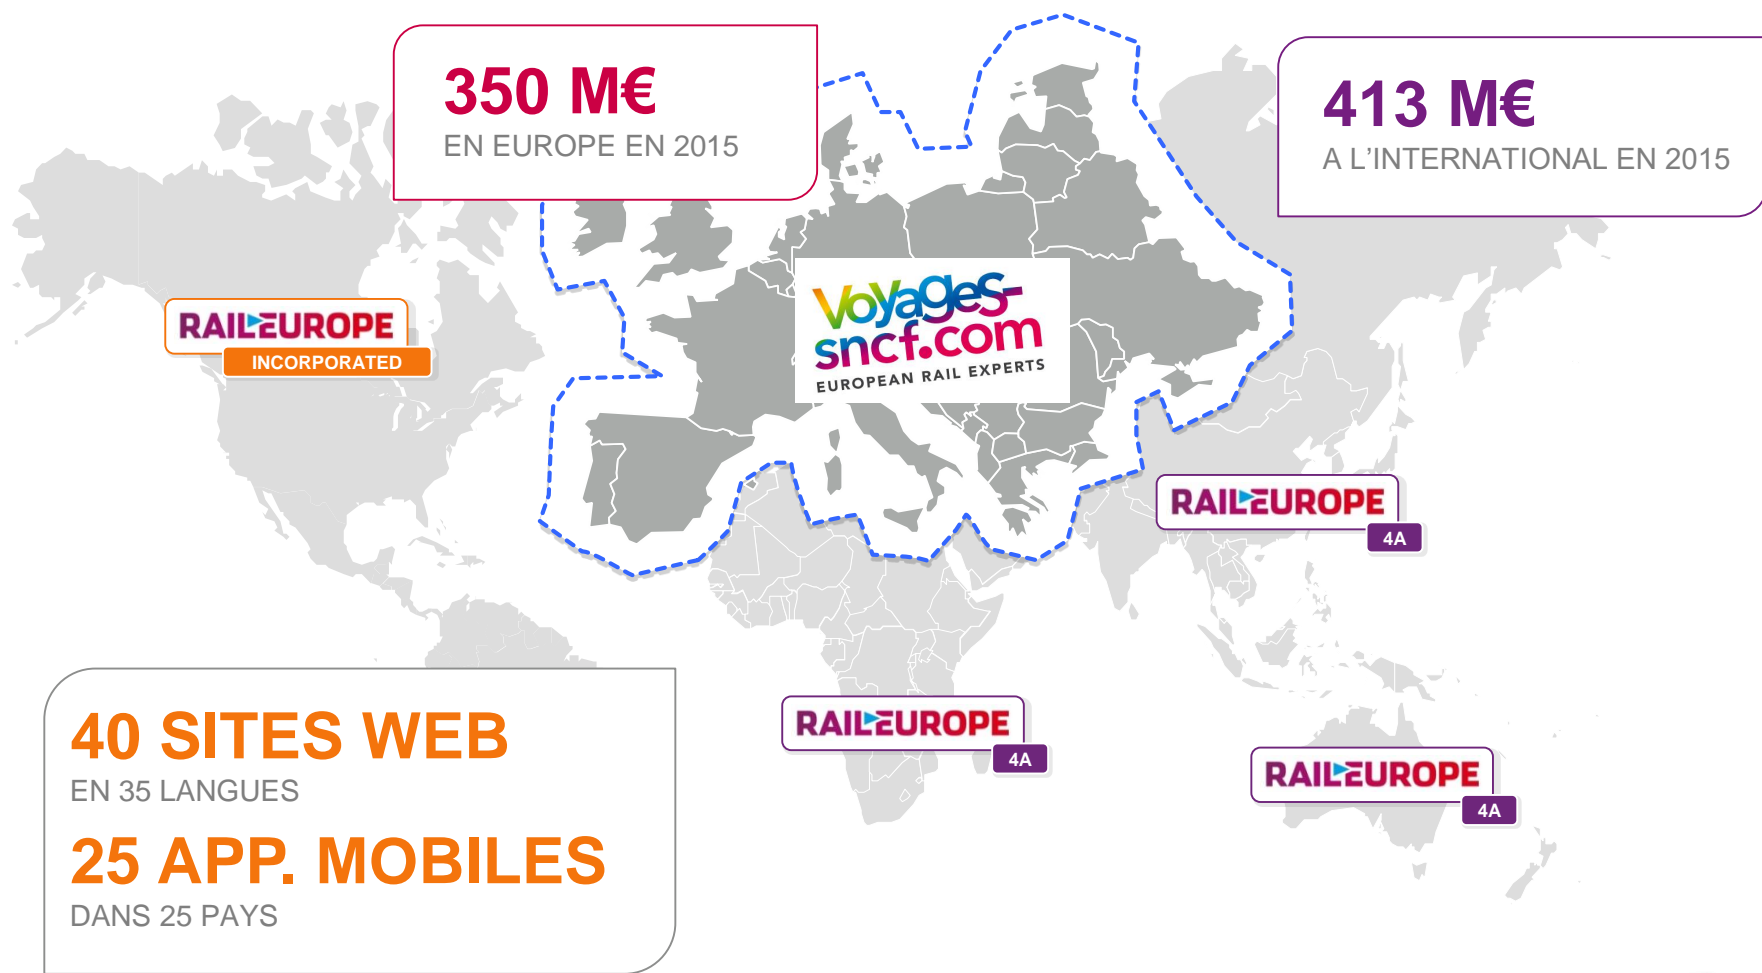 350 M€
EN EUROPE EN 2015
413 M€
A L'INTERNATIONAL EN 2015
Voyages-
sncf.com
EUROPEAN RAIL EXPERTS
RAILEUROPE
INCORPORATED
RAILEUROPE
4A
RAILEUROPE
4A
RAILEUROPE
4A
40 SITES WEB
EN 35 LANGUES
25 APP. MOBILES
DANS 25 PAYS